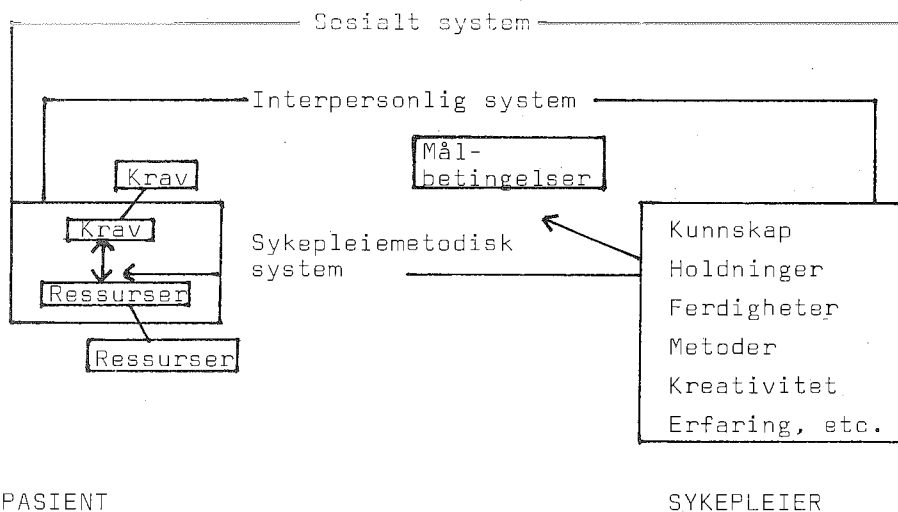 Sosialt system
Interpersonlig system
Mål-
betingelser
Krav
Krav
Ressurser
Ressurser
Sykepleiemetodisk
system
Kunnskap
Holdninger
Ferdigheter
Metoder
Kreativitet
Erfaring, etc.
PASIENT
SYKEPLEIER